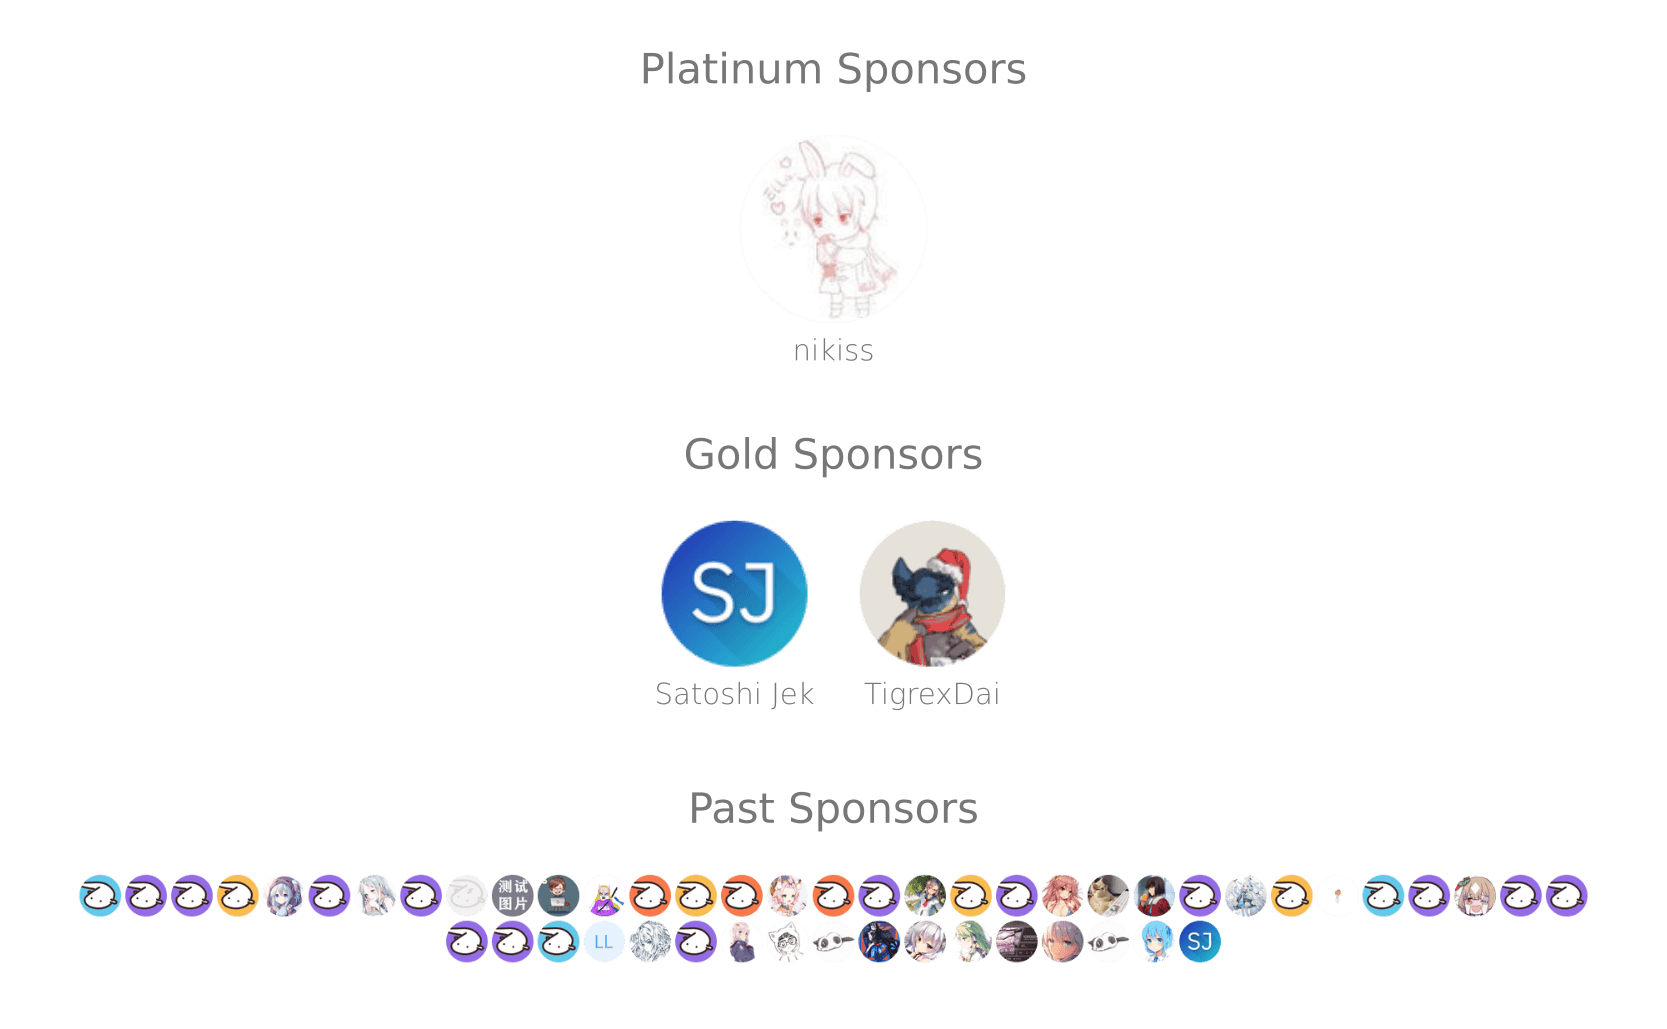 Platinum Sponsors
nikiss
Gold Sponsors
SJ
Satoshi Jek
TigrexDai
Past Sponsors
测试
图片
LL
SJ